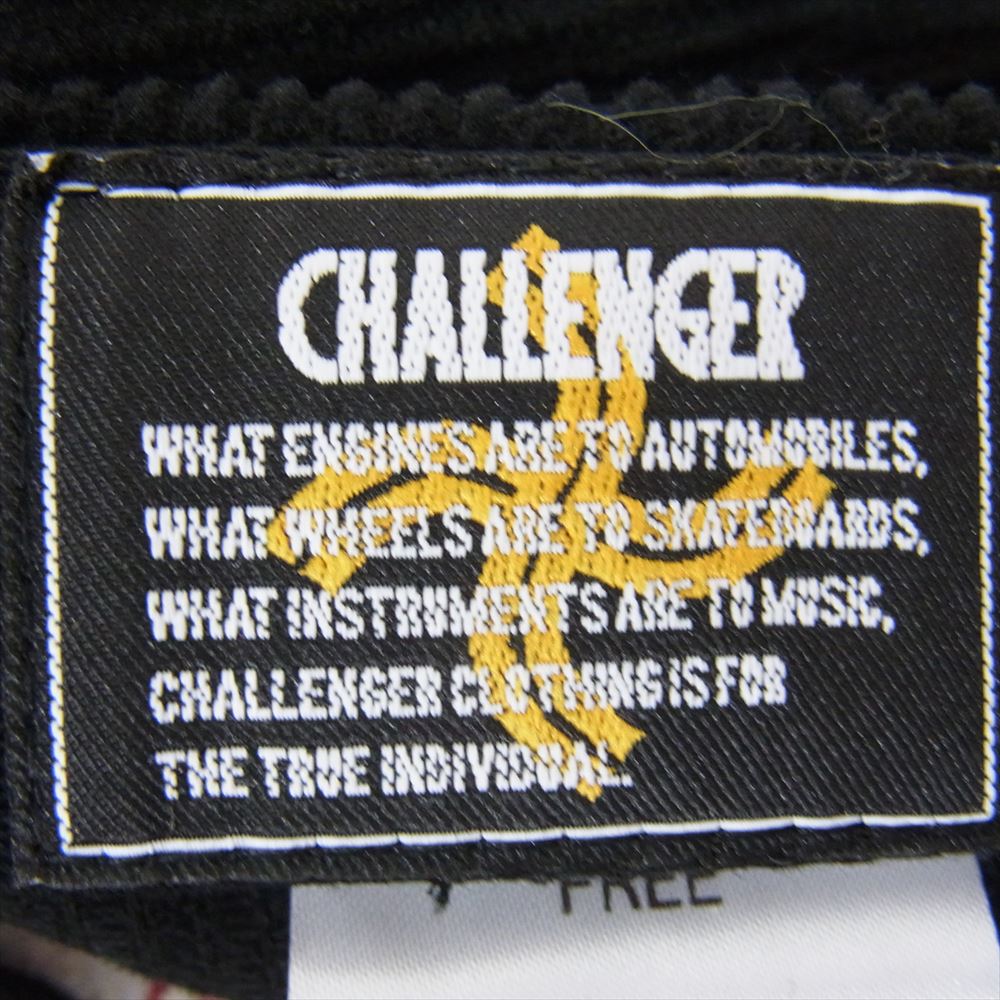 CHALLENGER
WHAT ENGINES ARE TO AUTOMOBILES,
WHAT WHEELS ARE TO SKATEBOARDS,
WHAT INSTRUMENTS ARE TO MUSIC,
CHALLENGER CLOTHING IS FOR
THE TRUE INDIVIDUAL.
FREE